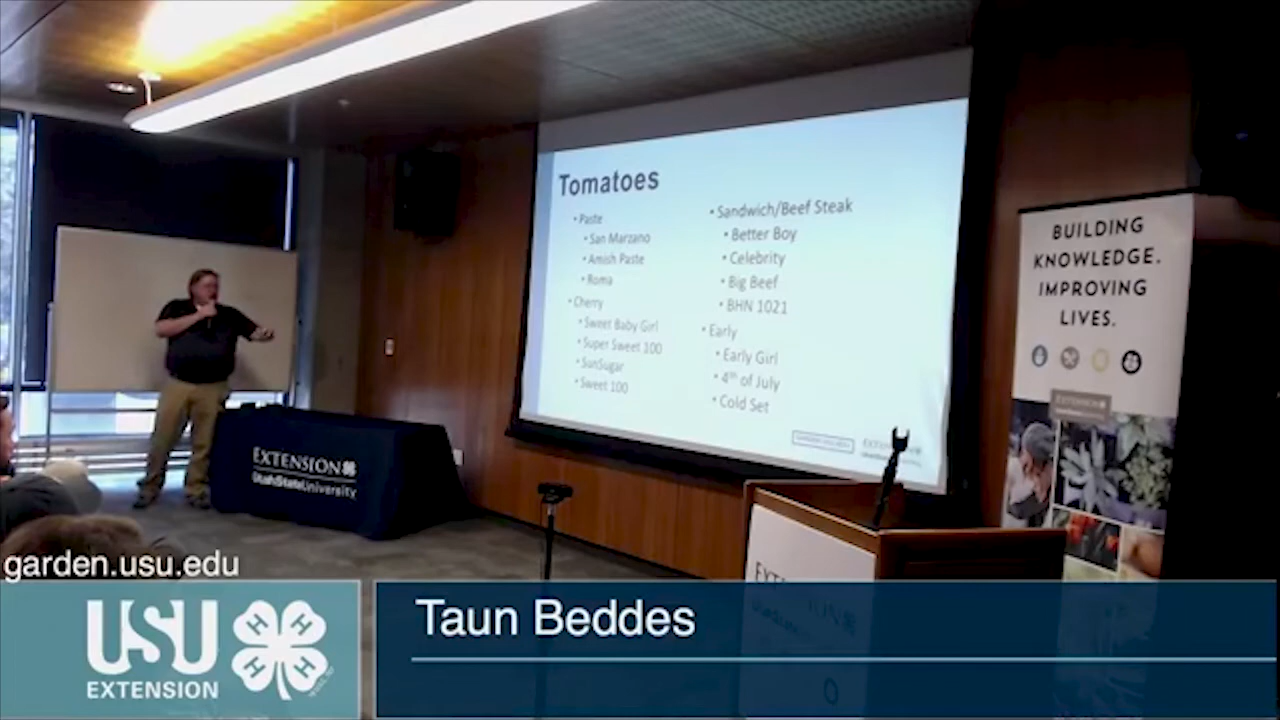 Tomatoes
• Paste
• San Marzano
• Amish Paste
• Roma
• Cherry
• Sweet Baby Girl
• Super Sweet 100
• SunSugar
• Sweet 100
• Sandwich/Beef Steak
• Better Boy
• Celebrity
• Big Beef
• BHN 1021
• Early
• Early Girl
• 4th of July
• Cold Set
BUILDING
KNOWLEDGE.
IMPROVING
LIVES.
EXTENSION
EXTENSION
UtahStateUniversity
garden.usu.edu
USU
EXTENSION
H H
H H
Taun Beddes